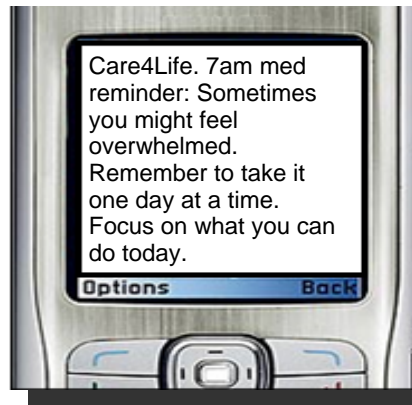 Care4Life. 7am med
reminder: Sometimes
you might feel
overwhelmed.
Remember to take it
one day at a time.
Focus on what you can
do today.
Options Back